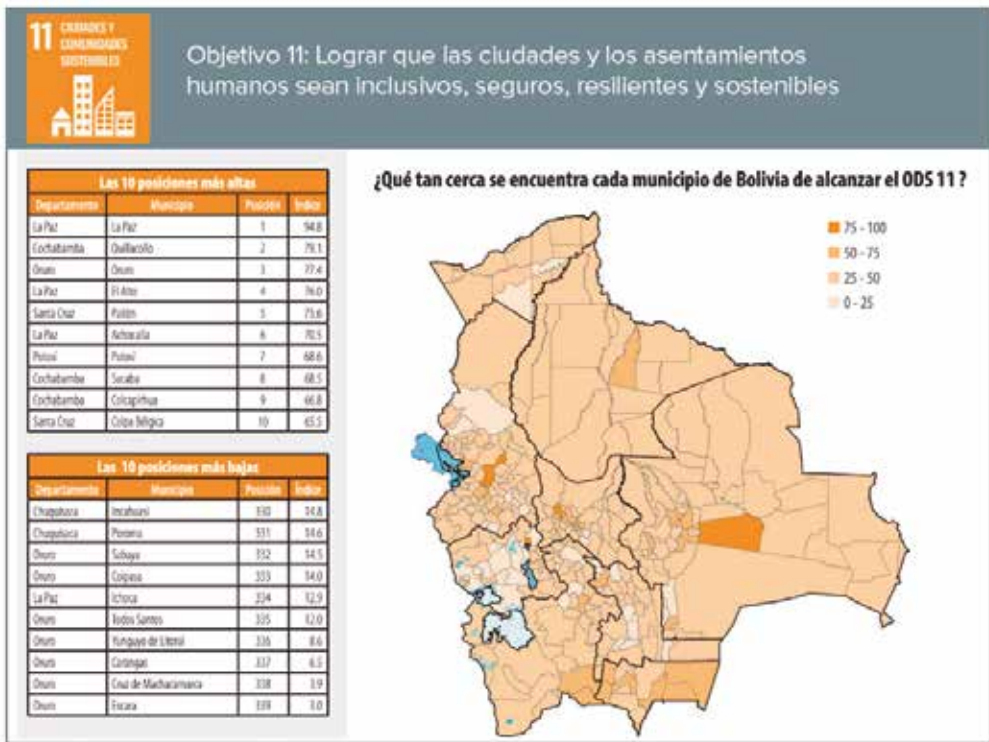 11 CIUDADES Y
COMUNIDADES
SOSTENIBLES
Objetivo 11: Lograr que las ciudades y los asentamientos
humanos sean inclusivos, seguros, resilientes y sostenibles
Las 10 posiciones más altas
Departamento Municipio Posición Índice
La Paz La Paz 1 94.8
Cochabamba Quillacollo 2 79.1
Oruro Oruro 3 77.4
La Paz El Alto 4 76.0
Santa Cruz Pailón 5 75.6
La Paz Achocalla 6 70.5
Potosí Potosí 7 68.6
Cochabamba Sacaba 8 68.5
Cochabamba Colcapirhua 9 66.8
Santa Cruz Colpa Bélgica 10 65.5
Las 10 posiciones más bajas
Departamento Municipio Posición Índice
Chuquisaca Incahuasi 330 14.8
Chuquisaca Poroma 331 14.6
Oruro Sabaya 332 14.5
Oruro Coipasa 333 14.0
La Paz Ichoca 334 12.9
Oruro Todos Santos 335 12.0
Oruro Yunguyo de Litoral 336 8.6
Oruro Carangas 337 6.5
Oruro Cruz de Machacamarca 338 3.9
Oruro Escara 339
¿Qué tan cerca se encuentra cada municipio de Bolivia de alcanzar el ODS 11 ?
75 - 100
50 - 75
25 - 50
0 - 25